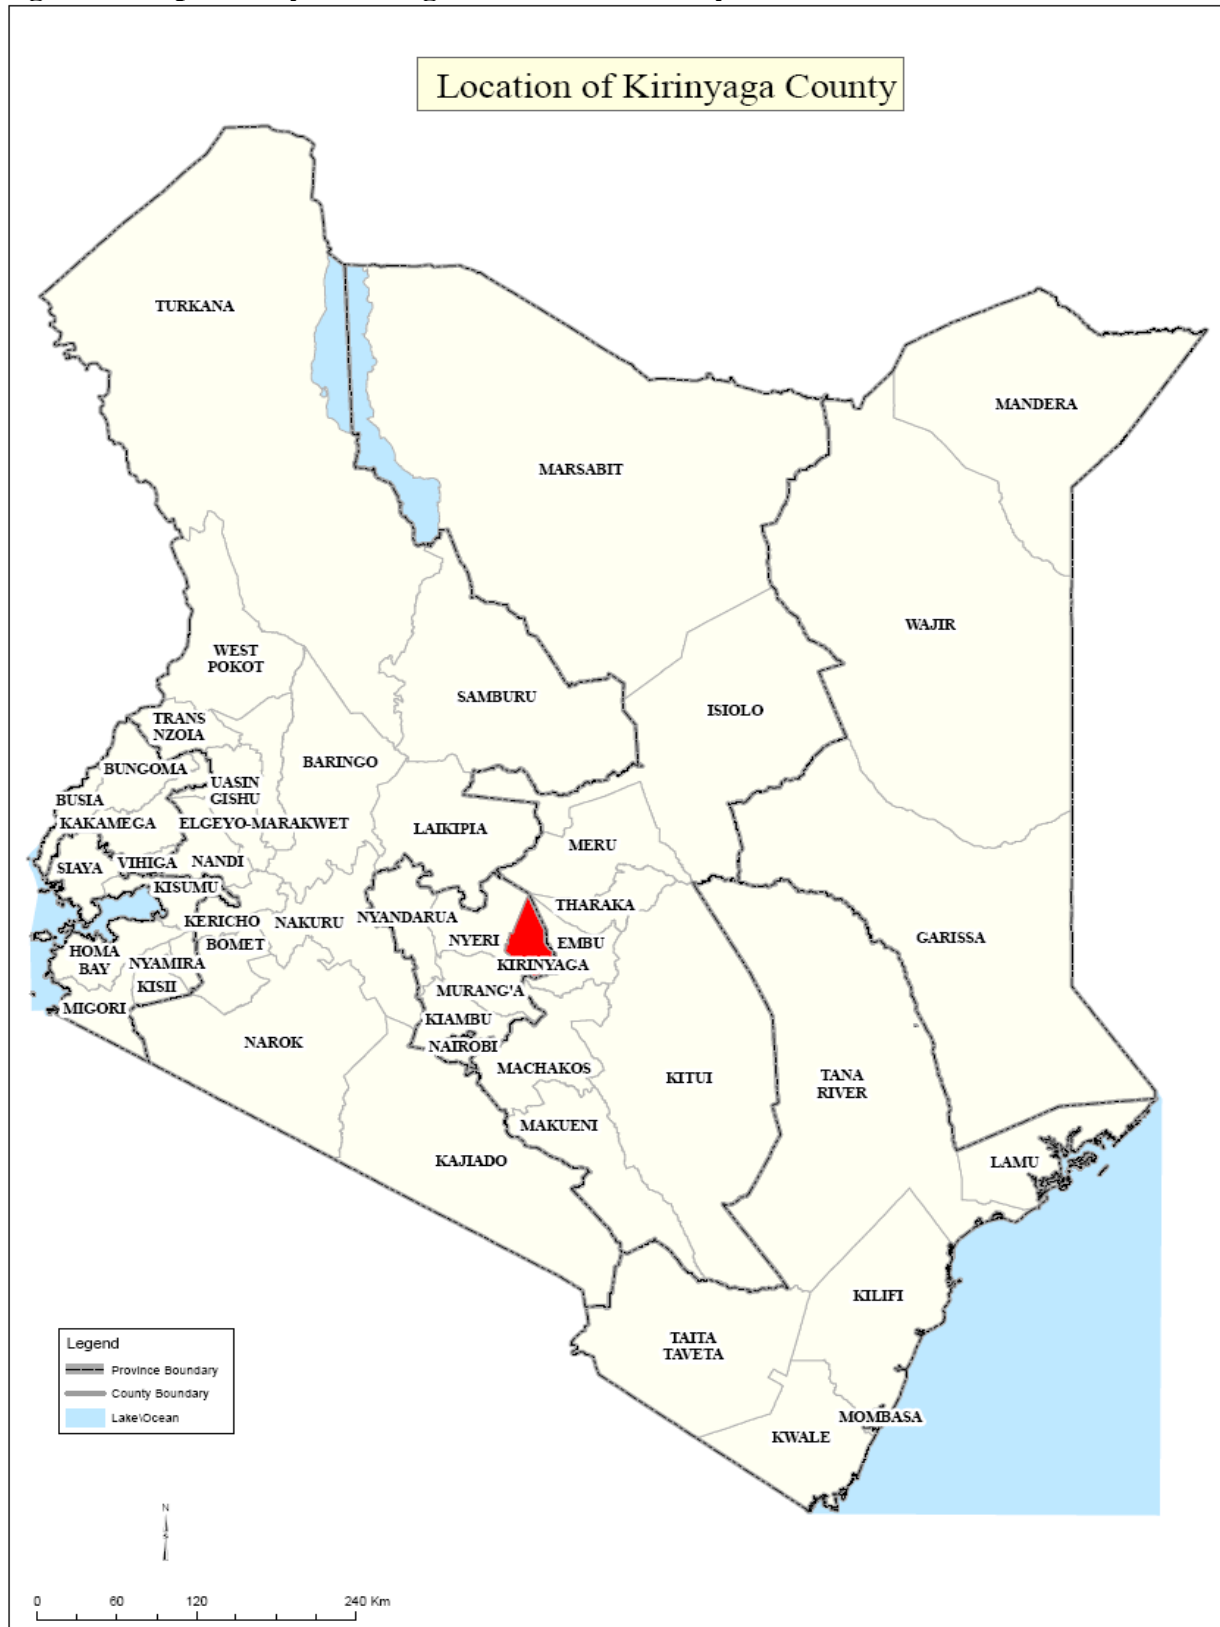 Location of Kirinyaga County
TURKANA
MANDERA
MARSABIT
WAJIR
WEST
POKOT
SAMBURU
ISIOLO
TRANS
NZOIA
BARINGO
BUNGOMA
UASIN
GISHU
BUSIA
KAKAMEGA
ELGEYO-MARAKWET
LAIKIPIA
MERU
SIAYA
VIHIGA
NANDI
KISUMU
THARAKA
KERICHO
NAKURU
NYANDARUA
BOMET
NYERI
EMBU
GARISSA
HOMA
BAY
NYAMIRA
KIRINYAGA
KISII
MURANG'A
MIGORI
KIAMBU
NAROK
NAIROBI
MACHAKOS
KITUI
TANA
RIVER
MAKUENI
KAJIADO
LAMU
KILIFI
TAITA
TAVETA
MOMBASA
KWALE
Legend
Province Boundary
County Boundary
Lake\Ocean
N
S
0 60 120 240 Km